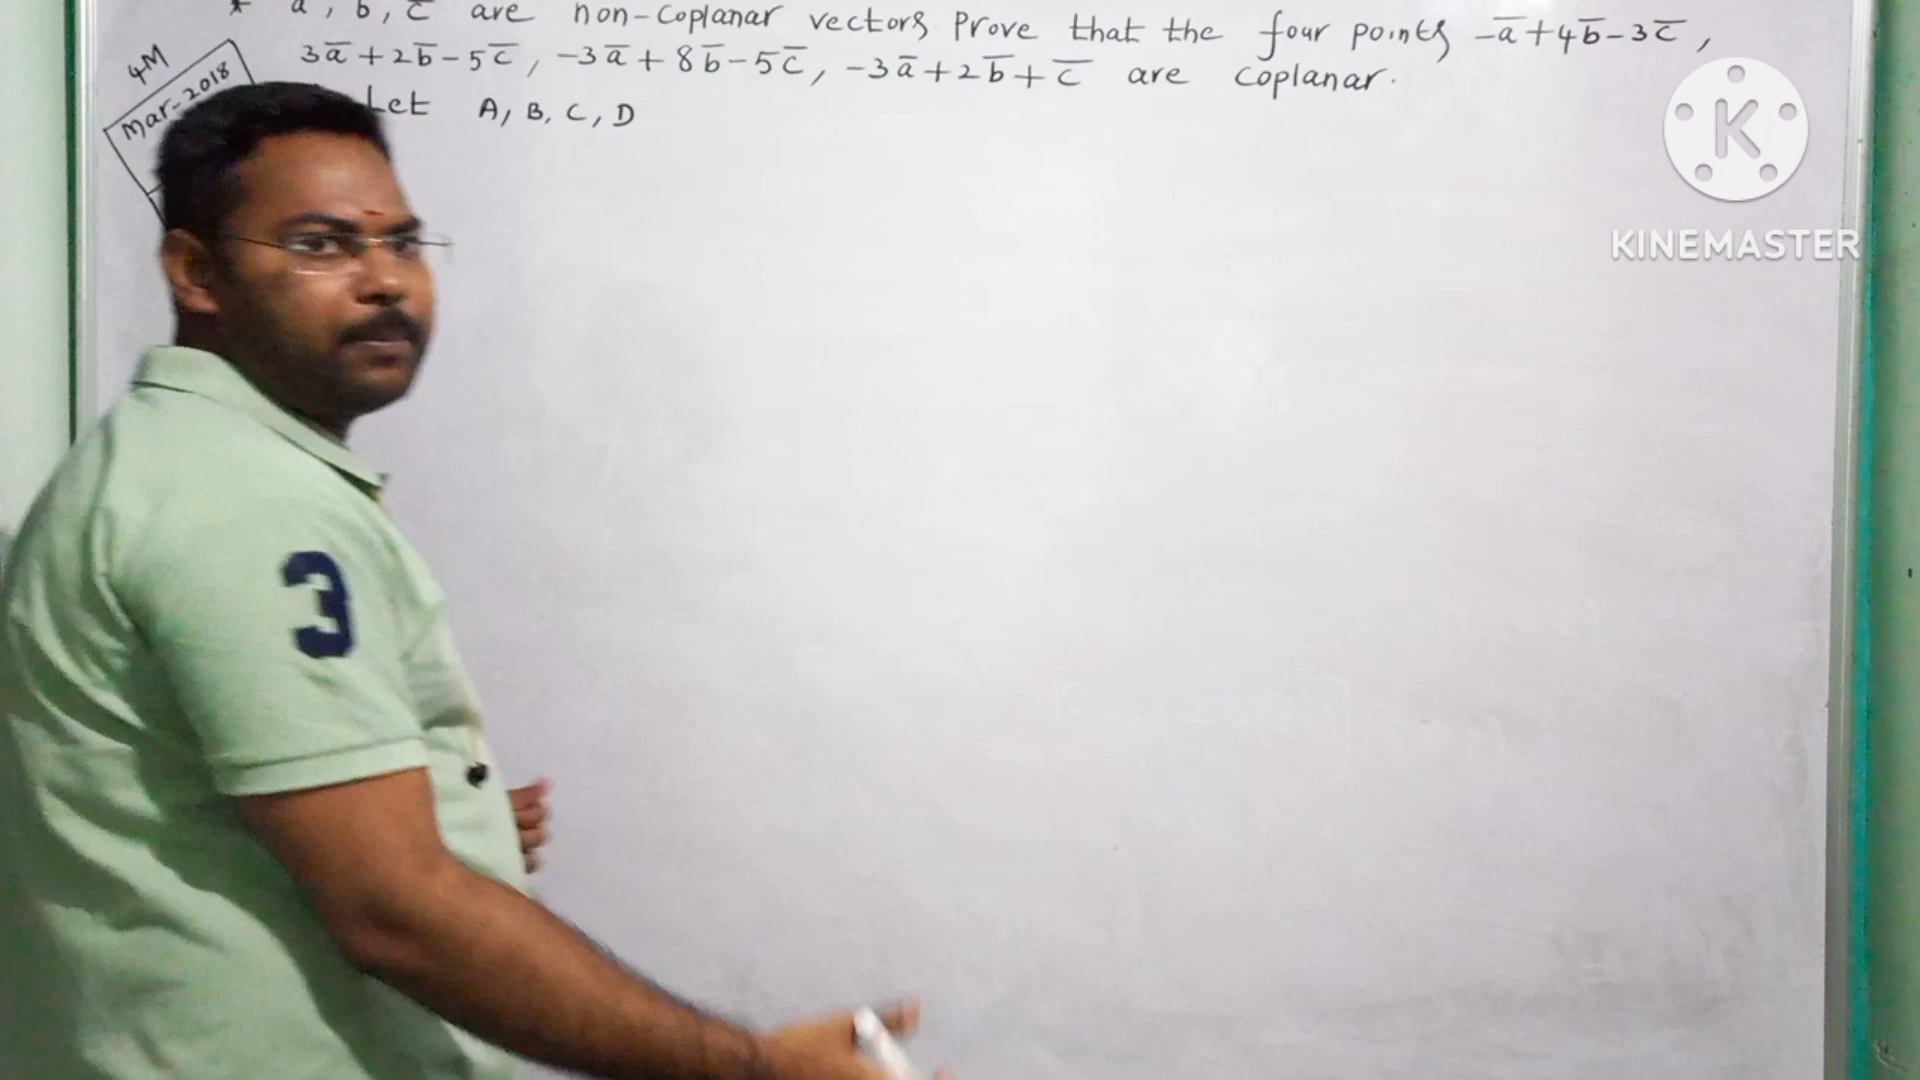 * a̅, b̅, c̅ are non-coplanar vectors Prove that the four points -a̅+4b̅-3c̅,
3a̅+2b̅-5c̅, -3a̅+8b̅-5c̅, -3a̅+2b̅+c̅ are coplanar.
4M
Mar-2018
Let A, B, C, D
3
K
KINEMASTER